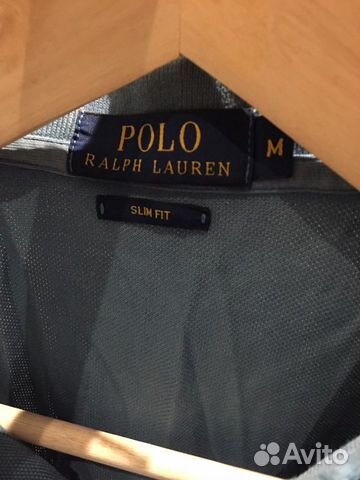 POLO
RALPH LAUREN
M
SLIM FIT
Avito